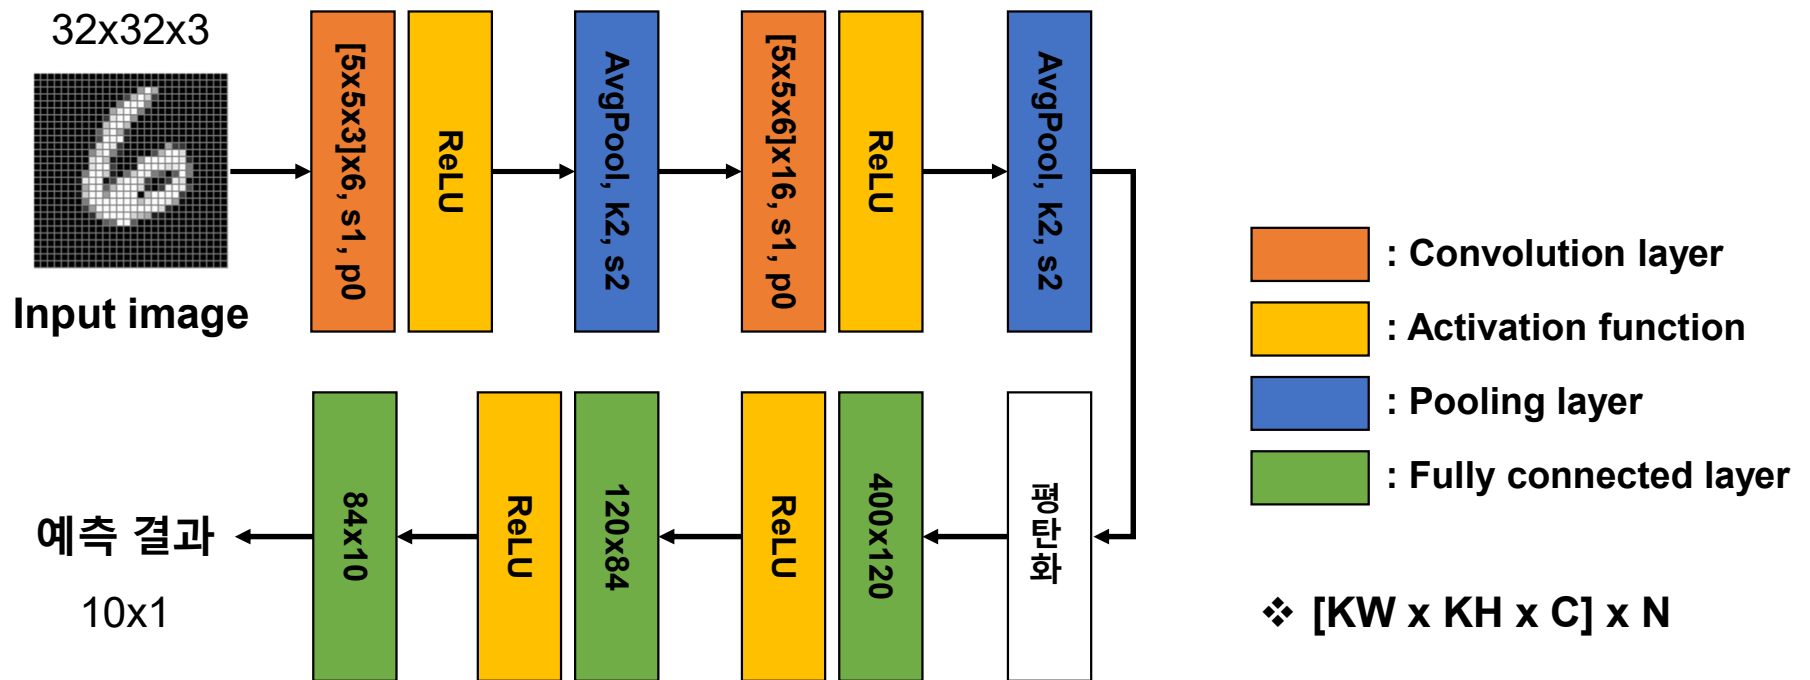 32x32x3
Input image
[5x5x3]x6, s1, p0
ReLU
AvgPool, k2, s2
[5x5x6]x16, s1, p0
ReLU
AvgPool, k2, s2
평탄화
400x120
ReLU
120x84
ReLU
84x10
예측 결과
10x1
: Convolution layer
: Activation function
: Pooling layer
: Fully connected layer
❖ [KW x KH x C] x N